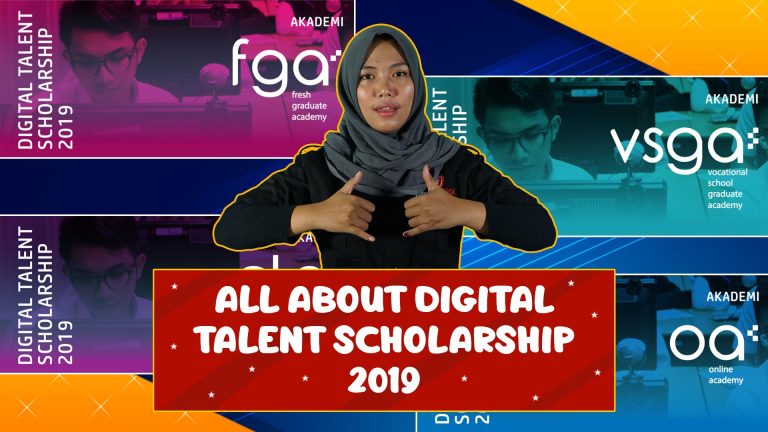 DIGITAL TALENT
SCHOLARSHIP
2019
AKADEMI
fga
fresh
graduate
academy
AKADEMI
vsga
vocational
school
graduate
academy
DIGITAL TALENT
SCHOLARSHIP
2019
AKADEMI
oa
online
academy
ALL ABOUT DIGITAL
TALENT SCHOLARSHIP
2019